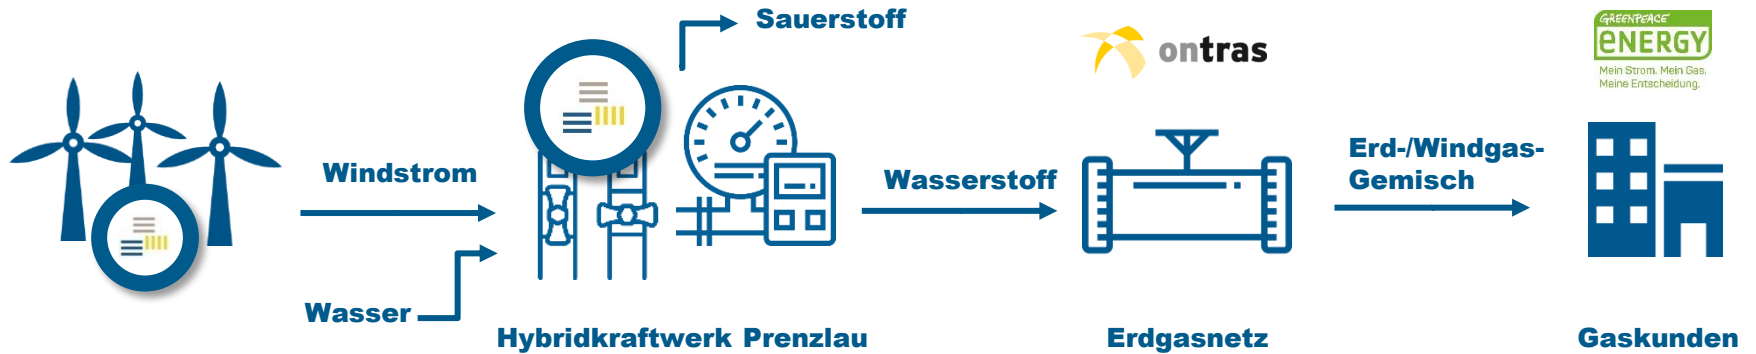 Sauerstoff
ontras
GREENPEACE
eNERGY
Mein Strom. Mein Gas.
Meine Entscheidung.
Windstrom
Wasser
Wasserstoff
Erd-/Windgas-
Gemisch
Hybridkraftwerk Prenzlau
Erdgasnetz
Gaskunden